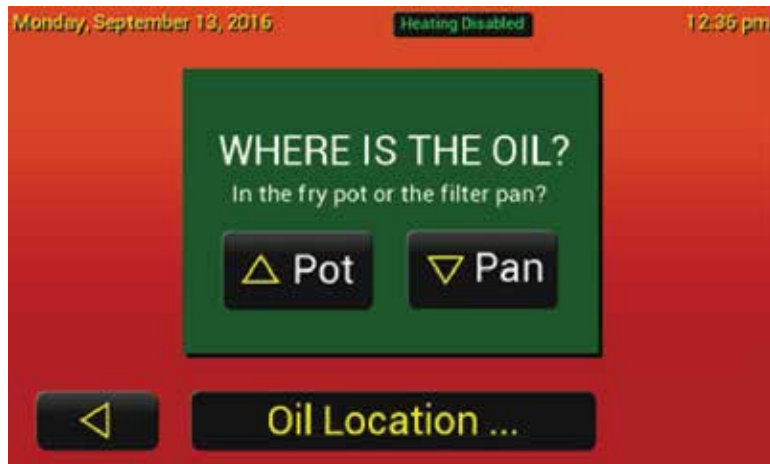 Monday, September 13, 2016 Heating Disabled 12:36 pm
WHERE IS THE OIL?
In the fry pot or the filter pan?
Pot Pan
Oil Location ...